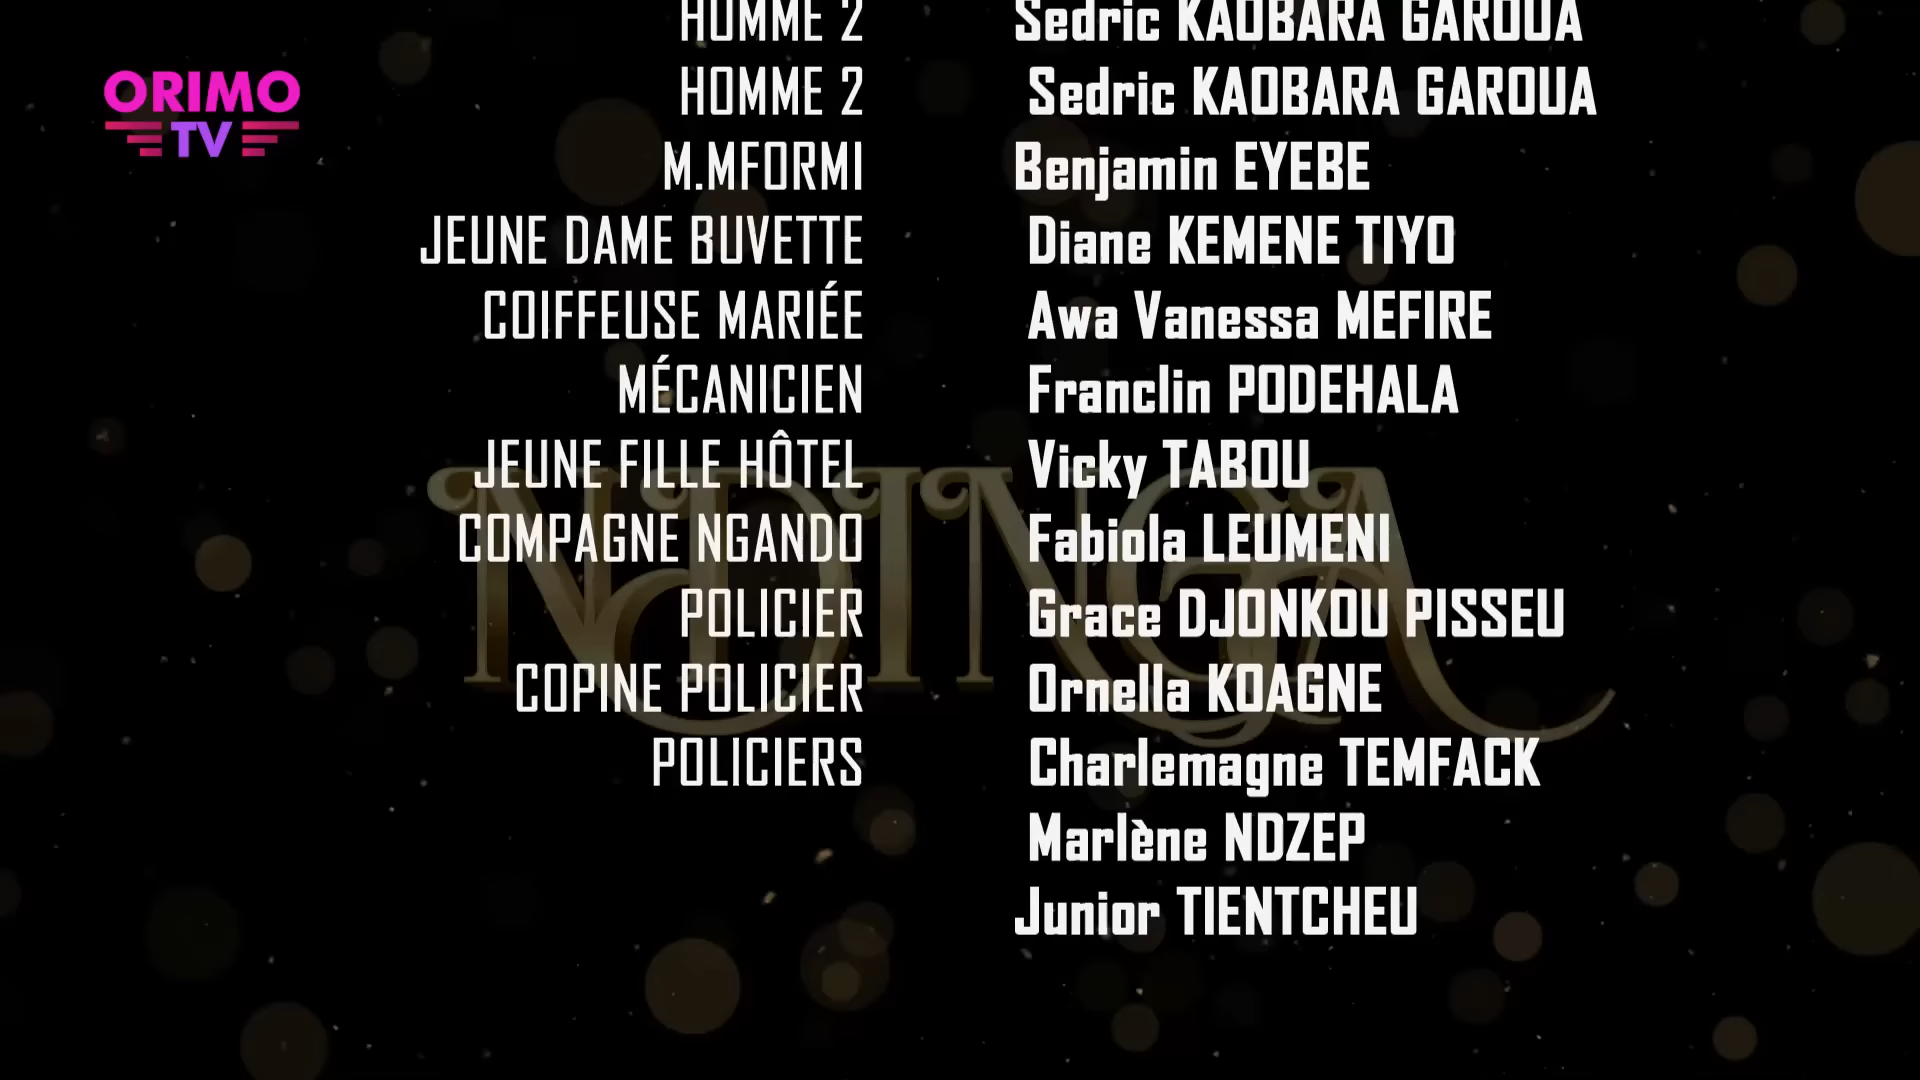 HOMME 2 Sedric KAOBARA GAROUA
ORIMO
TV
HOMME 2 Sedric KAOBARA GAROUA
M.MFORMI Benjamin EYEBE
JEUNE DAME BUVETTE Diane KEMENE TIYO
COIFFEUSE MARIÉE Awa Vanessa MEFIRE
MÉCANICIEN Franclin PODEHALA
JEUNE FILLE HÔTEL Vicky TABOU
COMPAGNE NGANDO Fabiola LEUMENI
NDINGA
POLICIER Grace DJONKOU PISSEU
COPINE POLICIER Ornella KOAGNE
POLICIERS Charlemagne TEMFACK
Marlène NDZEP
Junior TIENTCHEU